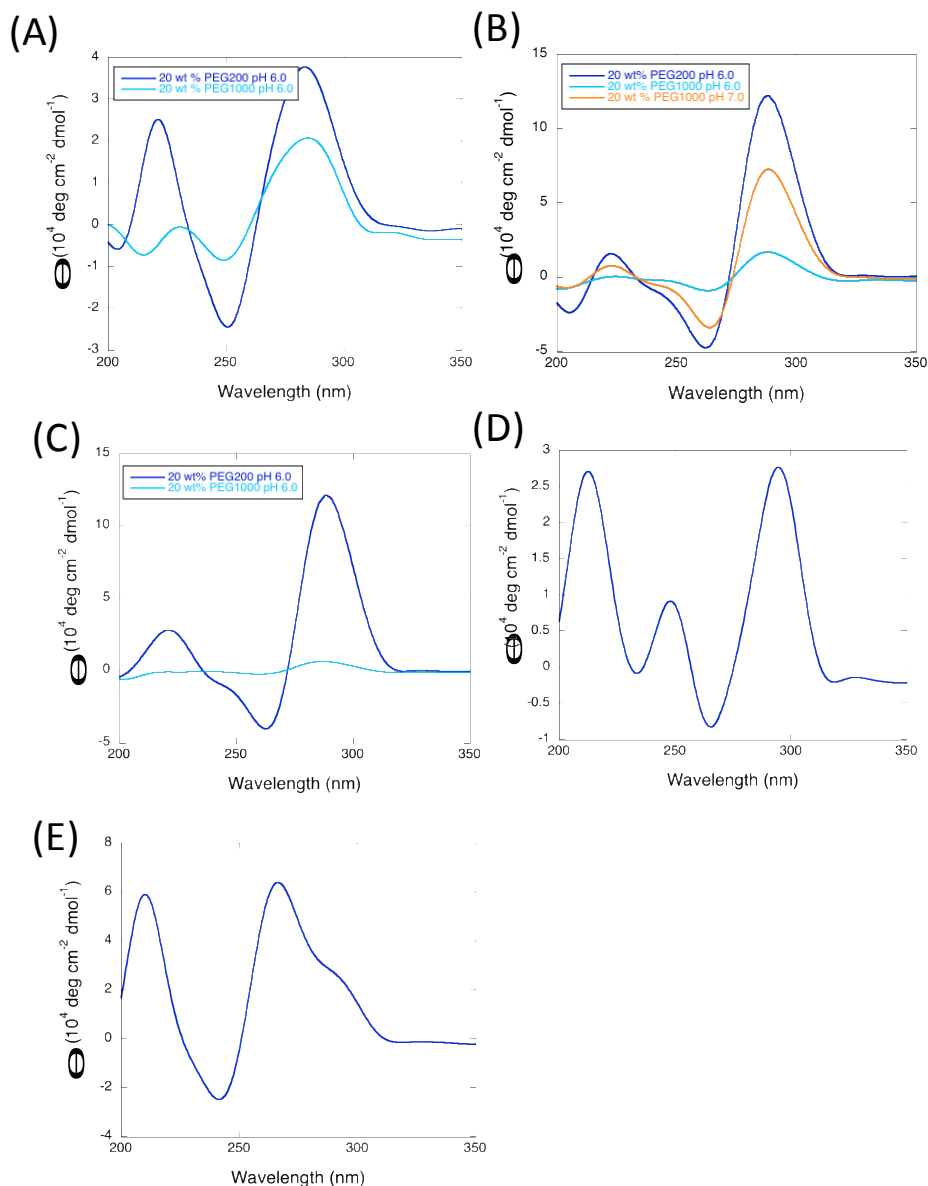 (A)
4
3
2
1
0
-1
-2
-3
20 wt % PEG200 pH 6.0
20 wt % PEG1000 pH 6.0
Θ (10⁴ deg cm⁻² dmol⁻¹)
200 250 300 350
Wavelength (nm)
(B)
15
10
5
0
-5
20 wt% PEG200 pH 6.0
20 wt% PEG1000 pH 6.0
20 wt % PEG1000 pH 7.0
Θ (10⁴ deg cm⁻² dmol⁻¹)
200 250 300 350
Wavelength (nm)
(C)
15
10
5
0
-5
20 wt% PEG200 pH 6.0
20 wt% PEG1000 pH 6.0
Θ (10⁴ deg cm⁻² dmol⁻¹)
200 250 300 350
Wavelength (nm)
(D)
3
2.5
2
1.5
1
0.5
0
-0.5
-1
Θ (10⁴ deg cm⁻² dmol⁻¹)
200 250 300 350
Wavelength (nm)
(E)
8
6
4
2
0
-2
-4
Θ (10⁴ deg cm⁻² dmol⁻¹)
200 250 300 350
Wavelength (nm)